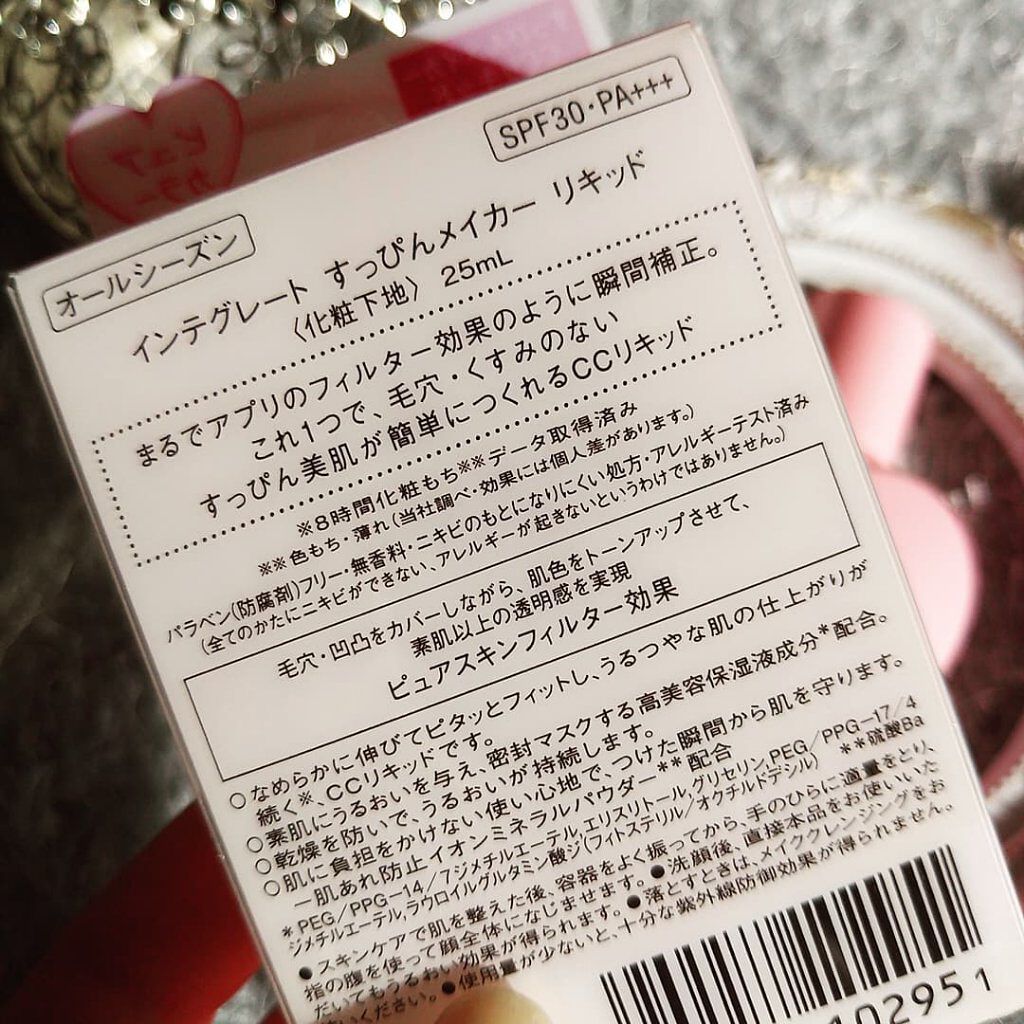 SPF30・PA+++
オールシーズン
インテグレート すっぴんメイカー リキッド
〈化粧下地〉 25mL
まるでアプリのフィルター効果のように瞬間補正。
これ1つで、毛穴・くすみのない
すっぴん美肌が簡単につくれるCCリキッド
※8時間化粧もち※※データ取得済み
※※色もち・薄れ(当社調べ・効果には個人差があります。)
パラベン(防腐剤)フリー・無香料・ニキビのもとになりにくい処方・アレルギーテスト済み
(全てのかたにニキビができない、アレルギーが起きないというわけではありません。)
毛穴・凹凸をカバーしながら、肌色をトーンアップさせて、
素肌以上の透明感を実現
ピュアスキンフィルター効果
○なめらかに伸びてピタッとフィットし、うるつやな肌の仕上がりが
続く※、CCリキッドです。
○素肌にうるおいを与え、密封マスクする高美容保湿液成分*配合。
○乾燥を防いで、うるおいが持続します。
○肌に負担をかけない使い心地で、つけた瞬間から肌を守ります。
―肌あれ防止イオンミネラルパウダー**配合
*PEG/PPG-14/7ジメチルエーテル,エリスリトール,グリセリン,PEG/PPG-17/4
ジメチルエーテル,ラウロイルグルタミン酸ジ(フィトステリル/オクチルドデシル) **硫酸Ba
●スキンケアで肌を整えた後、容器をよく振ってから、手のひらに適量をとり、
指の腹を使って顔全体になじませます。●洗顔後、直接本品をお使いいた
だいてもうるおい効果が得られます。●落とすときは、メイククレンジングをお
使いください。●使用量が少ないと、十分な紫外線防御効果が得られません。
102951